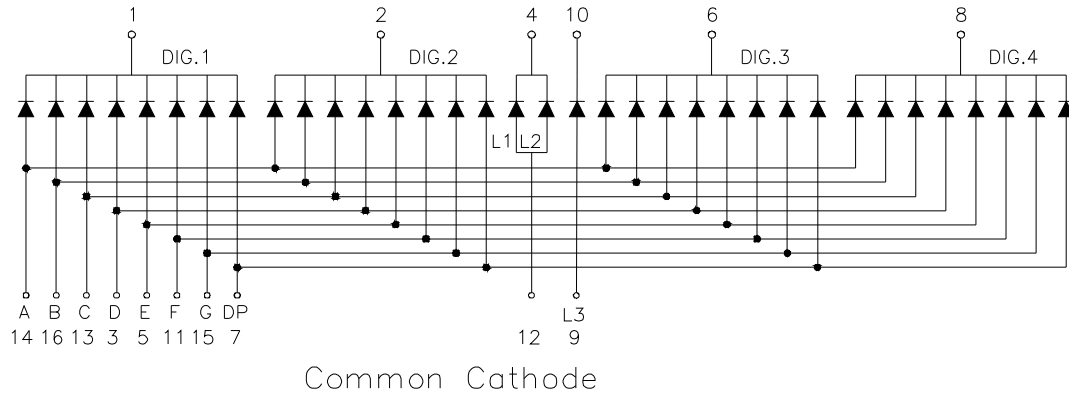 1 2 4 10 6 8
DIG.1 DIG.2 DIG.3 DIG.4
L1 L2
A B C D E F G DP L3
14 16 13 3 5 11 15 7 12 9
Common Cathode